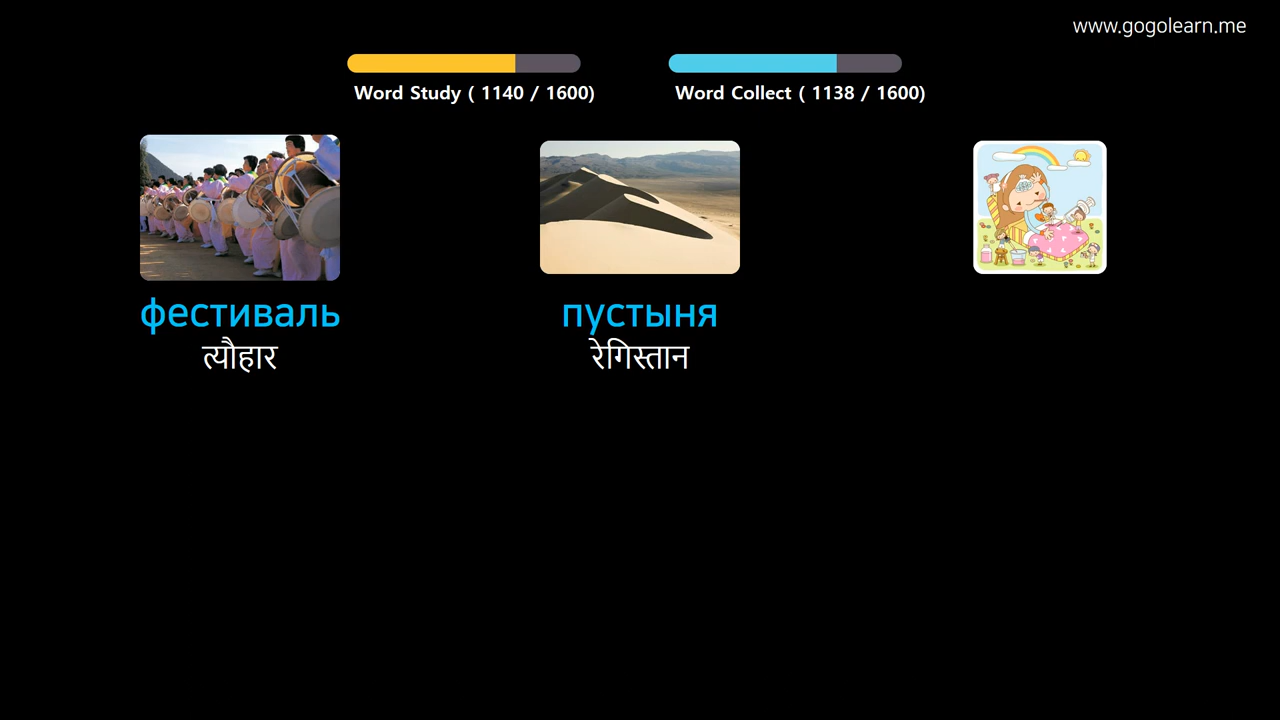 www.gogolearn.me
Word Study ( 1140 / 1600)
Word Collect ( 1138 / 1600)
фестиваль
त्यौहार
пустыня
रेगिस्तान